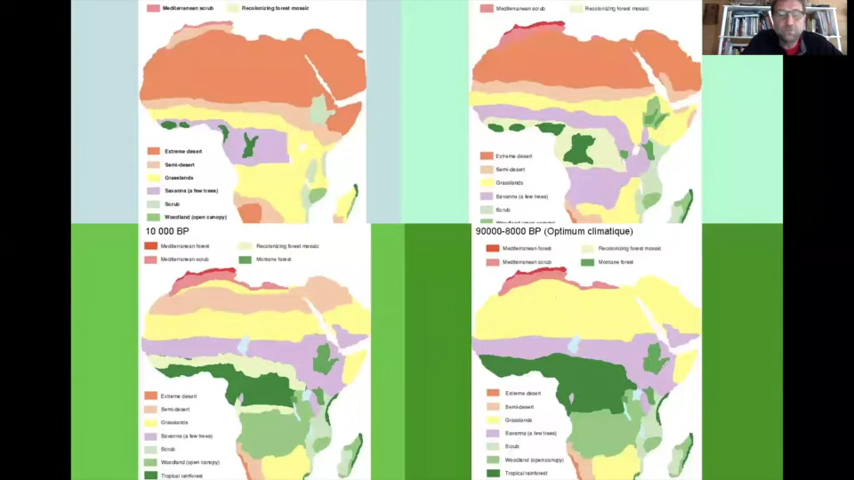 Mediterranean scrub
Recolonizing forest mosaic
Extreme desert
Semi-desert
Grasslands
Savanna (a few trees)
Scrub
Woodland (open canopy)
Mediterranean scrub
Recolonizing forest mosaic
Extreme desert
Semi-desert
Grasslands
Savanna (a few trees)
Scrub
10 000 BP
Mediterranean forest
Recolonizing forest mosaic
Mediterranean scrub
Montane forest
Extreme desert
Semi-desert
Grasslands
Savanna (a few trees)
Scrub
Woodland (open canopy)
Tropical rainforest
90000-8000 BP (Optimum climatique)
Mediterranean forest
Recolonizing forest mosaic
Mediterranean scrub
Montane forest
Extreme desert
Semi-desert
Grasslands
Savanna (a few trees)
Scrub
Woodland (open canopy)
Tropical rainforest